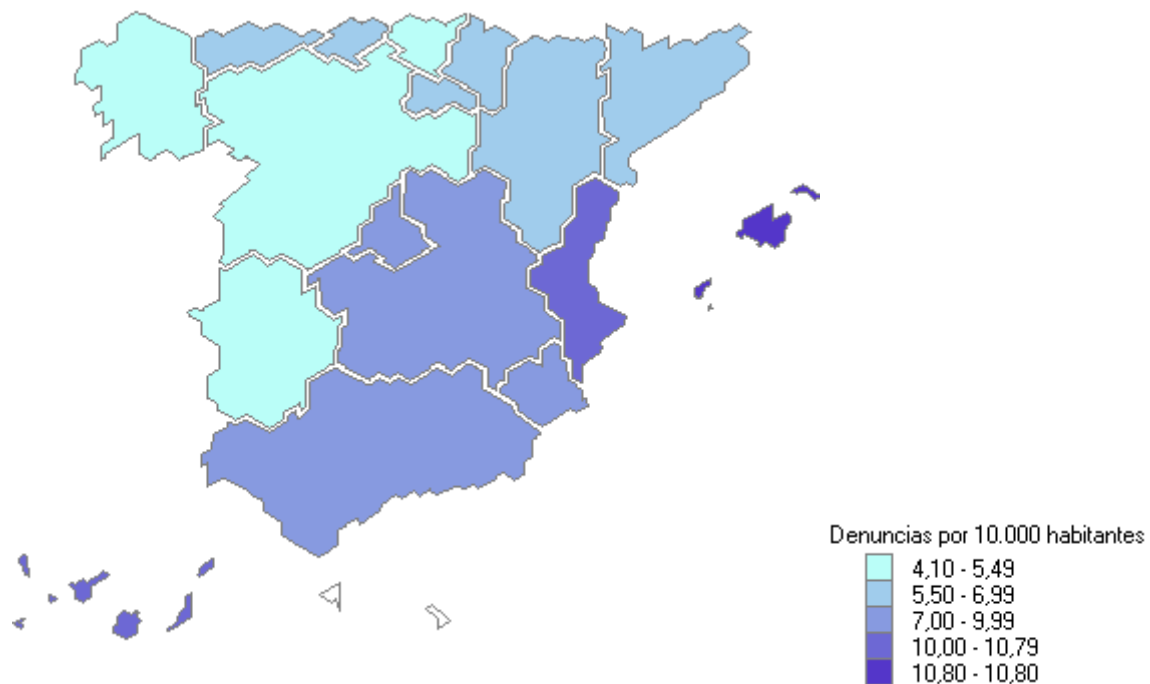 Denuncias por 10.000 habitantes
4,10 - 5,49
5,50 - 6,99
7,00 - 9,99
10,00 - 10,79
10,80 - 10,80